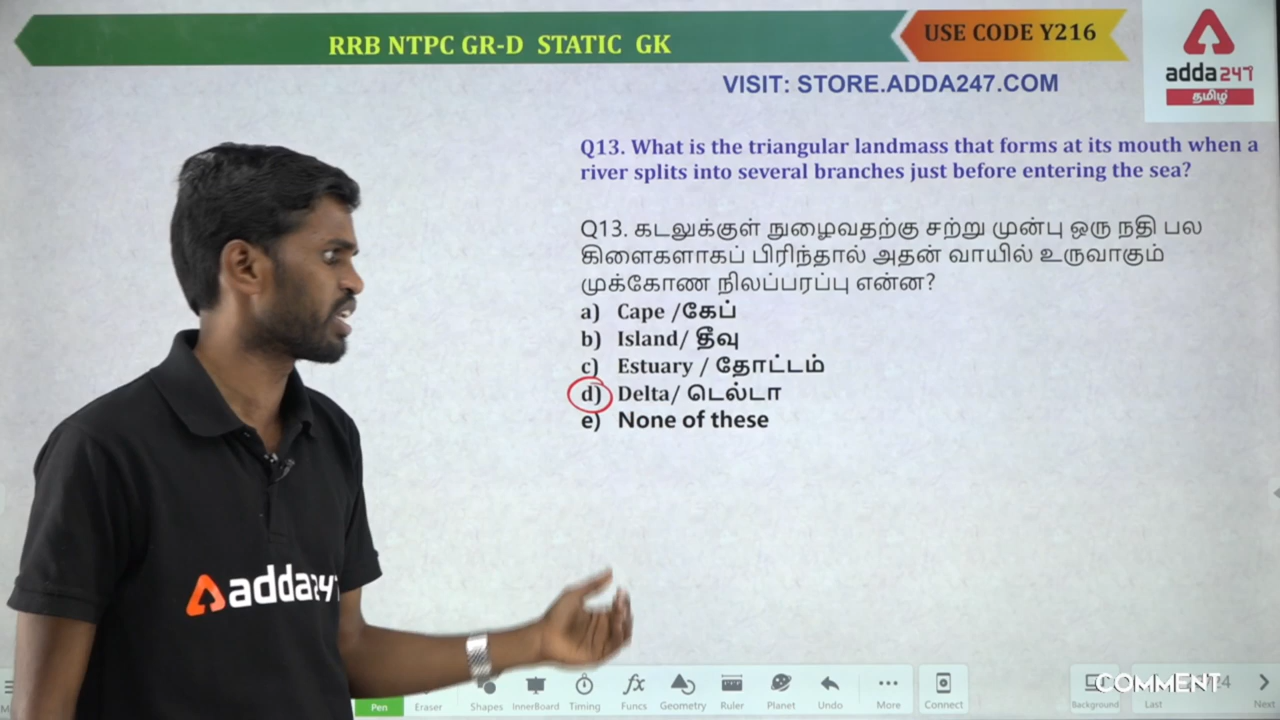 RRB NTPC GR-D STATIC GK
USE CODE Y216
adda247
தமிழ்
VISIT: STORE.ADDA247.COM
Q13. What is the triangular landmass that forms at its mouth when a
river splits into several branches just before entering the sea?
Q13. கடலுக்குள் நுழைவதற்கு சற்று முன்பு ஒரு நதி பல
கிளைகளாகப் பிரிந்தால் அதன் வாயில் உருவாகும்
முக்கோண நிலப்பரப்பு என்ன?
a) Cape /கேப்
b) Island/ தீவு
c) Estuary / தோட்டம்
d) Delta/ டெல்டா
e) None of these
adda247
Pen Eraser Shapes InnerBoard Timing Funcs Geometry Ruler Planet Undo More Connect Background Last Next
COMMENT